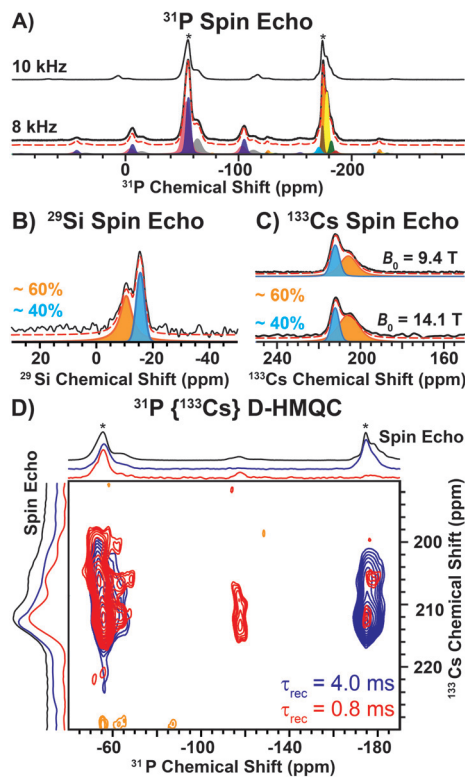 A) ³¹P Spin Echo
* *
10 kHz
8 kHz
0 -100 -200
³¹P Chemical Shift (ppm)
B) ²⁹Si Spin Echo
~ 60%
~ 40%
20 0 -20 -40
²⁹Si Chemical Shift (ppm)
C) ¹³³Cs Spin Echo
B₀ = 9.4 T
~ 60%
~ 40%
B₀ = 14.1 T
240 200 160
¹³³Cs Chemical Shift (ppm)
D) ³¹P {¹³³Cs} D-HMQC
* *
Spin Echo
Spin Echo
200
210
220
¹³³Cs Chemical Shift (ppm)
τrec = 4.0 ms
τrec = 0.8 ms
-60 -100 -140 -180
³¹P Chemical Shift (ppm)